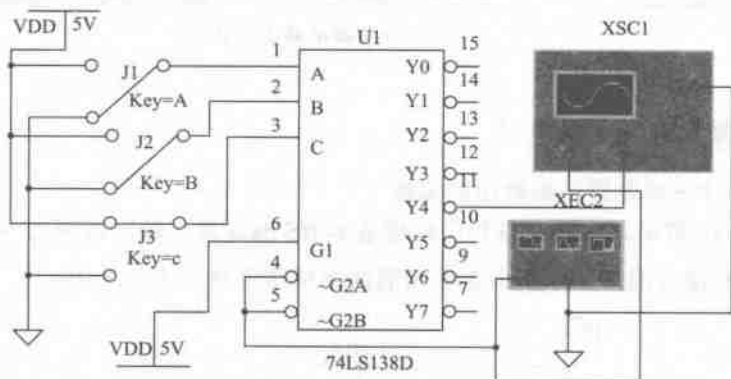 VDD 5V
XSC1
U1
J1
Key=A
J2
Key=B
J3
Key=c
1
2
3
6
4
5
A
B
C
G1
~G2A
~G2B
Y0
Y1
Y2
Y3
Y4
Y5
Y6
Y7
15
14
13
12
11
10
9
7
XEC2
VDD 5V
74LS138D